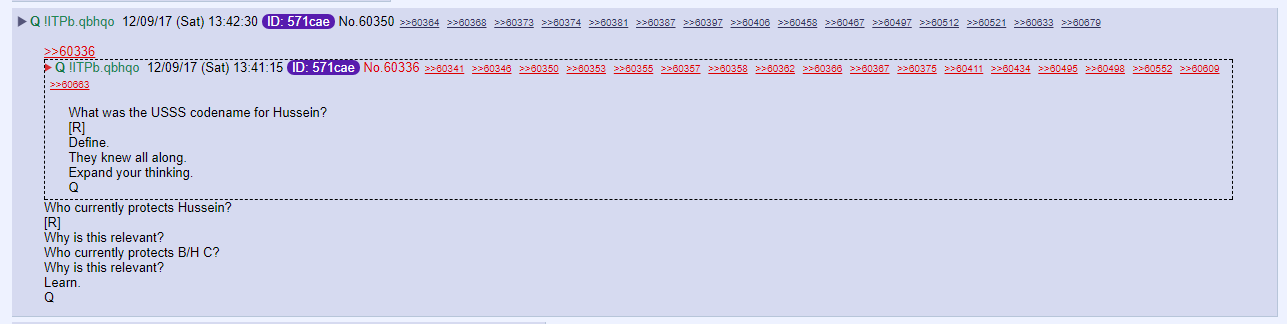 ▶ Q !ITPb.qbhqo 12/09/17 (Sat) 13:42:30 ID: 571cae No.60350 >>60364 >>60368 >>60373 >>60374 >>60381 >>60387 >>60397 >>60406 >>60458 >>60467 >>60497 >>60512 >>60521 >>60633 >>60679
>>60336
▶ Q !ITPb.qbhqo 12/09/17 (Sat) 13:41:15 ID: 571cae No.60336 >>60341 >>60346 >>60350 >>60353 >>60355 >>60357 >>60358 >>60362 >>60366 >>60367 >>60375 >>60411 >>60434 >>60495 >>60498 >>60552 >>60609
>>60663
What was the USSS codename for Hussein?
[R]
Define.
They knew all along.
Expand your thinking.
Q
Who currently protects Hussein?
[R]
Why is this relevant?
Who currently protects B/H C?
Why is this relevant?
Learn.
Q